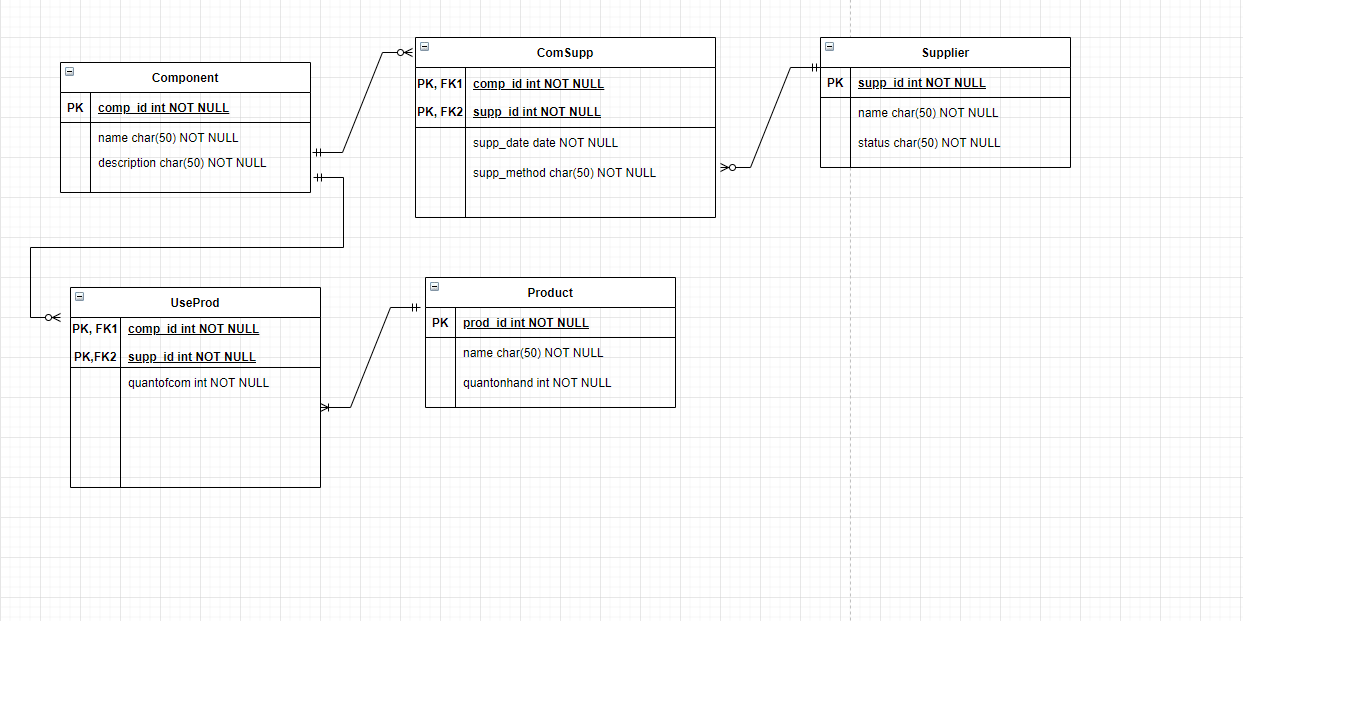 Component
PK comp_id int NOT NULL
name char(50) NOT NULL
description char(50) NOT NULL
ComSupp
PK, FK1 comp_id int NOT NULL
PK, FK2 supp_id int NOT NULL
supp_date date NOT NULL
supp_method char(50) NOT NULL
Supplier
PK supp_id int NOT NULL
name char(50) NOT NULL
status char(50) NOT NULL
UseProd
PK, FK1 comp_id int NOT NULL
PK,FK2 supp_id int NOT NULL
quantofcom int NOT NULL
Product
PK prod_id int NOT NULL
name char(50) NOT NULL
quantonhand int NOT NULL